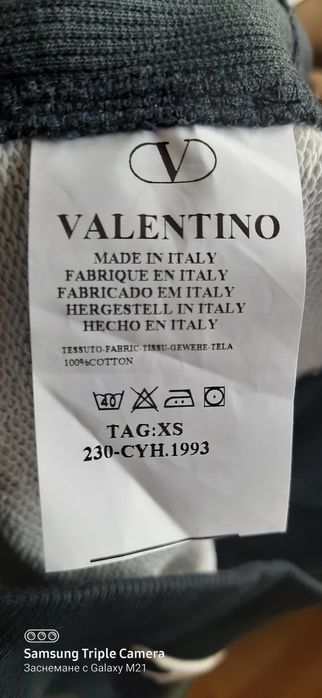 V
VALENTINO
MADE IN ITALY
FABRIQUE EN ITALY
FABRICADO EM ITALY
HERGESTELL IN ITALY
HECHO EN ITALY
TESSUTO-FABRIC-TISSU-GEWEBE-TELA
100%COTTON
40
TAG:XS
230-CYH.1993
Samsung Triple Camera
Заснемане с Galaxy M21